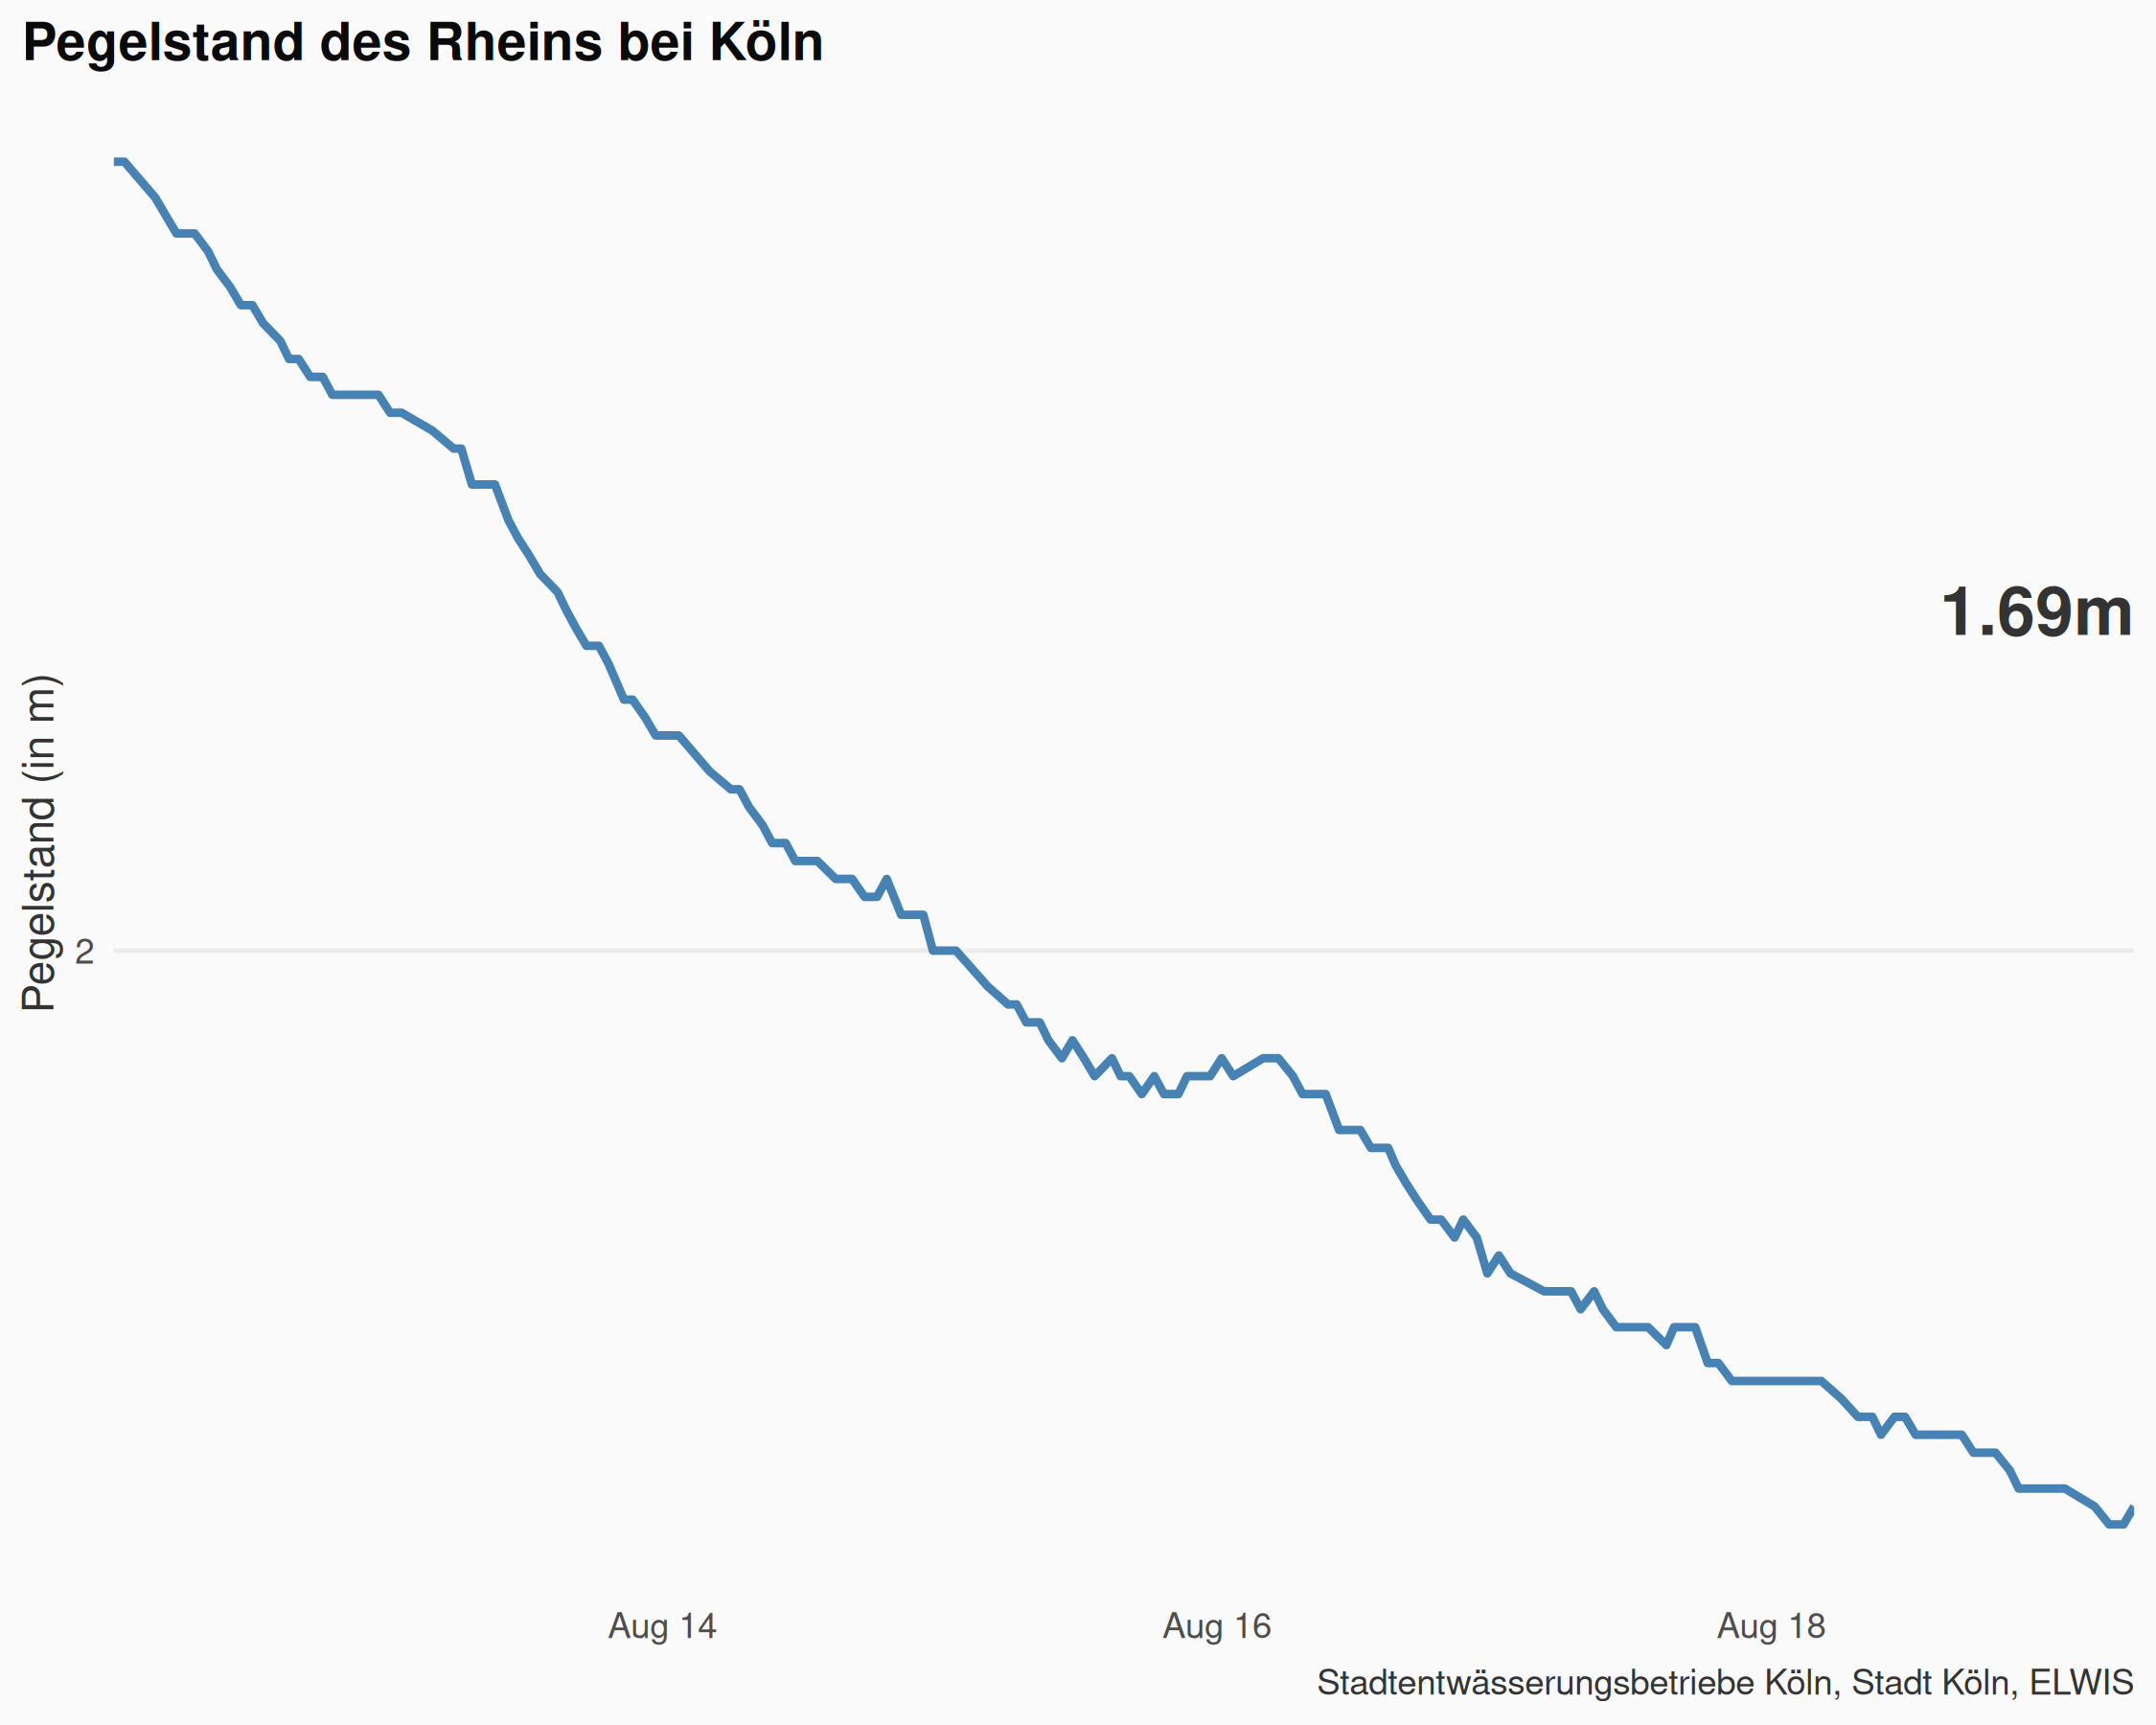 Pegelstand des Rheins bei Köln
1.69m
Pegelstand (in m)
2
Aug 14
Aug 16
Aug 18
Stadtentwässerungsbetriebe Köln, Stadt Köln, ELWIS